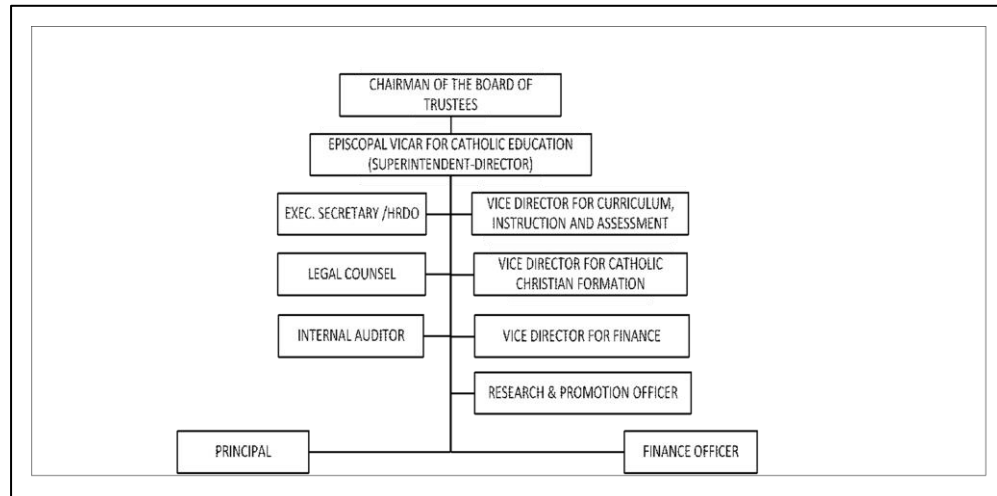 CHAIRMAN OF THE BOARD OF
TRUSTEES
EPISCOPAL VICAR FOR CATHOLIC EDUCATION
(SUPERINTENDENT-DIRECTOR)
EXEC. SECRETARY /HRDO
VICE DIRECTOR FOR CURRICULUM,
INSTRUCTION AND ASSESSMENT
LEGAL COUNSEL
VICE DIRECTOR FOR CATHOLIC
CHRISTIAN FORMATION
INTERNAL AUDITOR
VICE DIRECTOR FOR FINANCE
RESEARCH & PROMOTION OFFICER
PRINCIPAL
FINANCE OFFICER